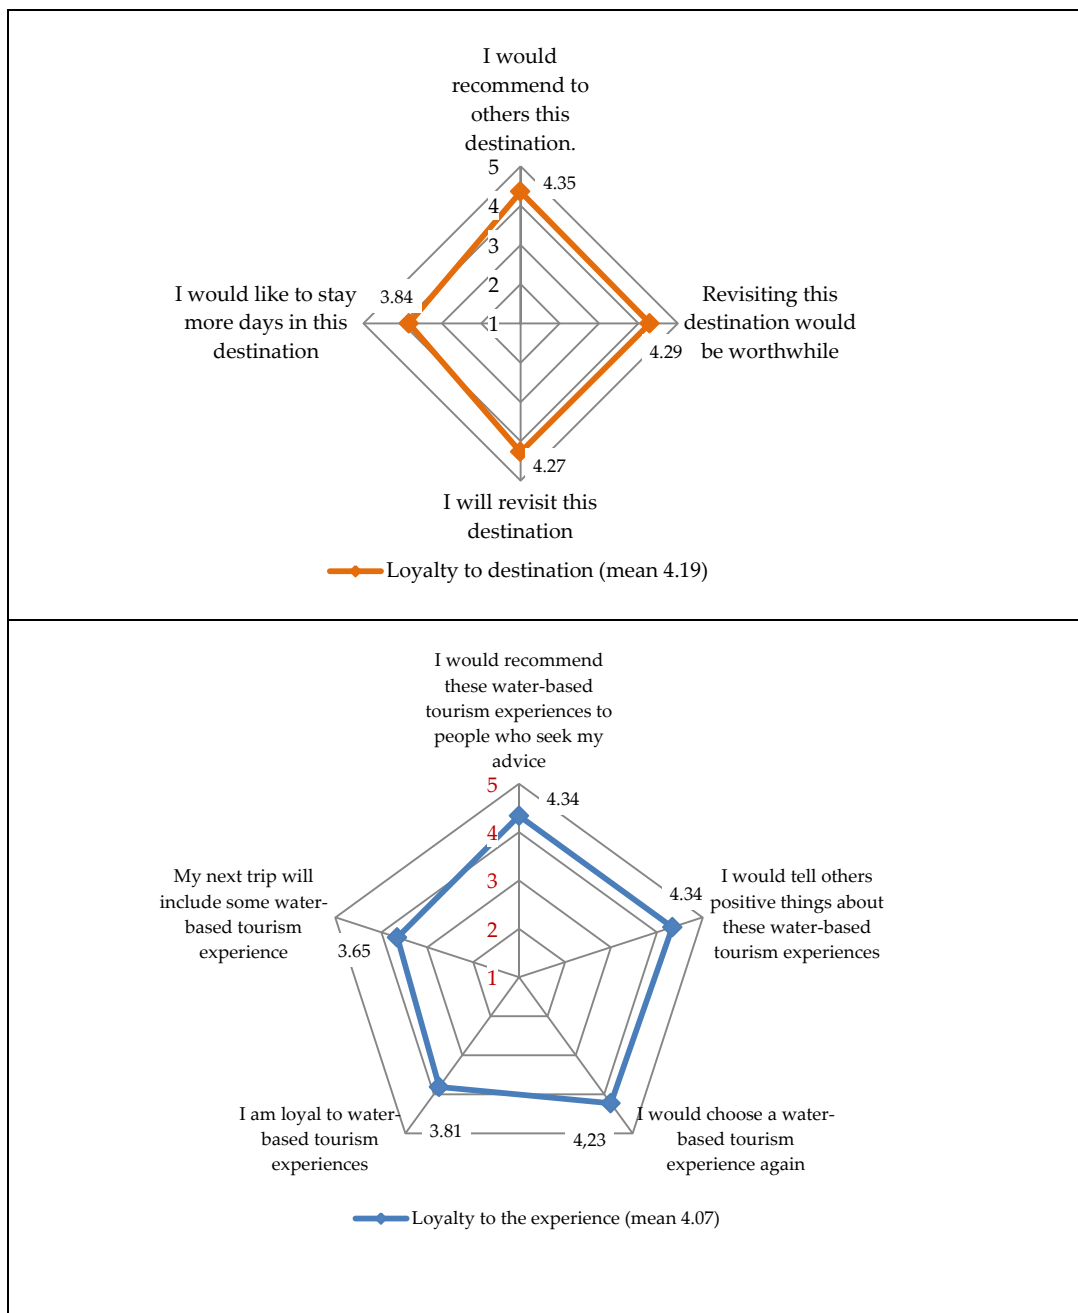 I would
recommend to
others this
destination.
5
4.35
4
3
2
1
I would like to stay
more days in this
destination
3.84
Revisiting this
destination would
be worthwhile
4.29
4.27
I will revisit this
destination
Loyalty to destination (mean 4.19)
I would recommend
these water-based
tourism experiences to
people who seek my
advice
5
4.34
4
3
2
1
My next trip will
include some water-
based tourism
experience
3.65
4.34
I would tell others
positive things about
these water-based
tourism experiences
I am loyal to water-
based tourism
experiences
3.81
4,23
I would choose a water-
based tourism
experience again
Loyalty to the experience (mean 4.07)